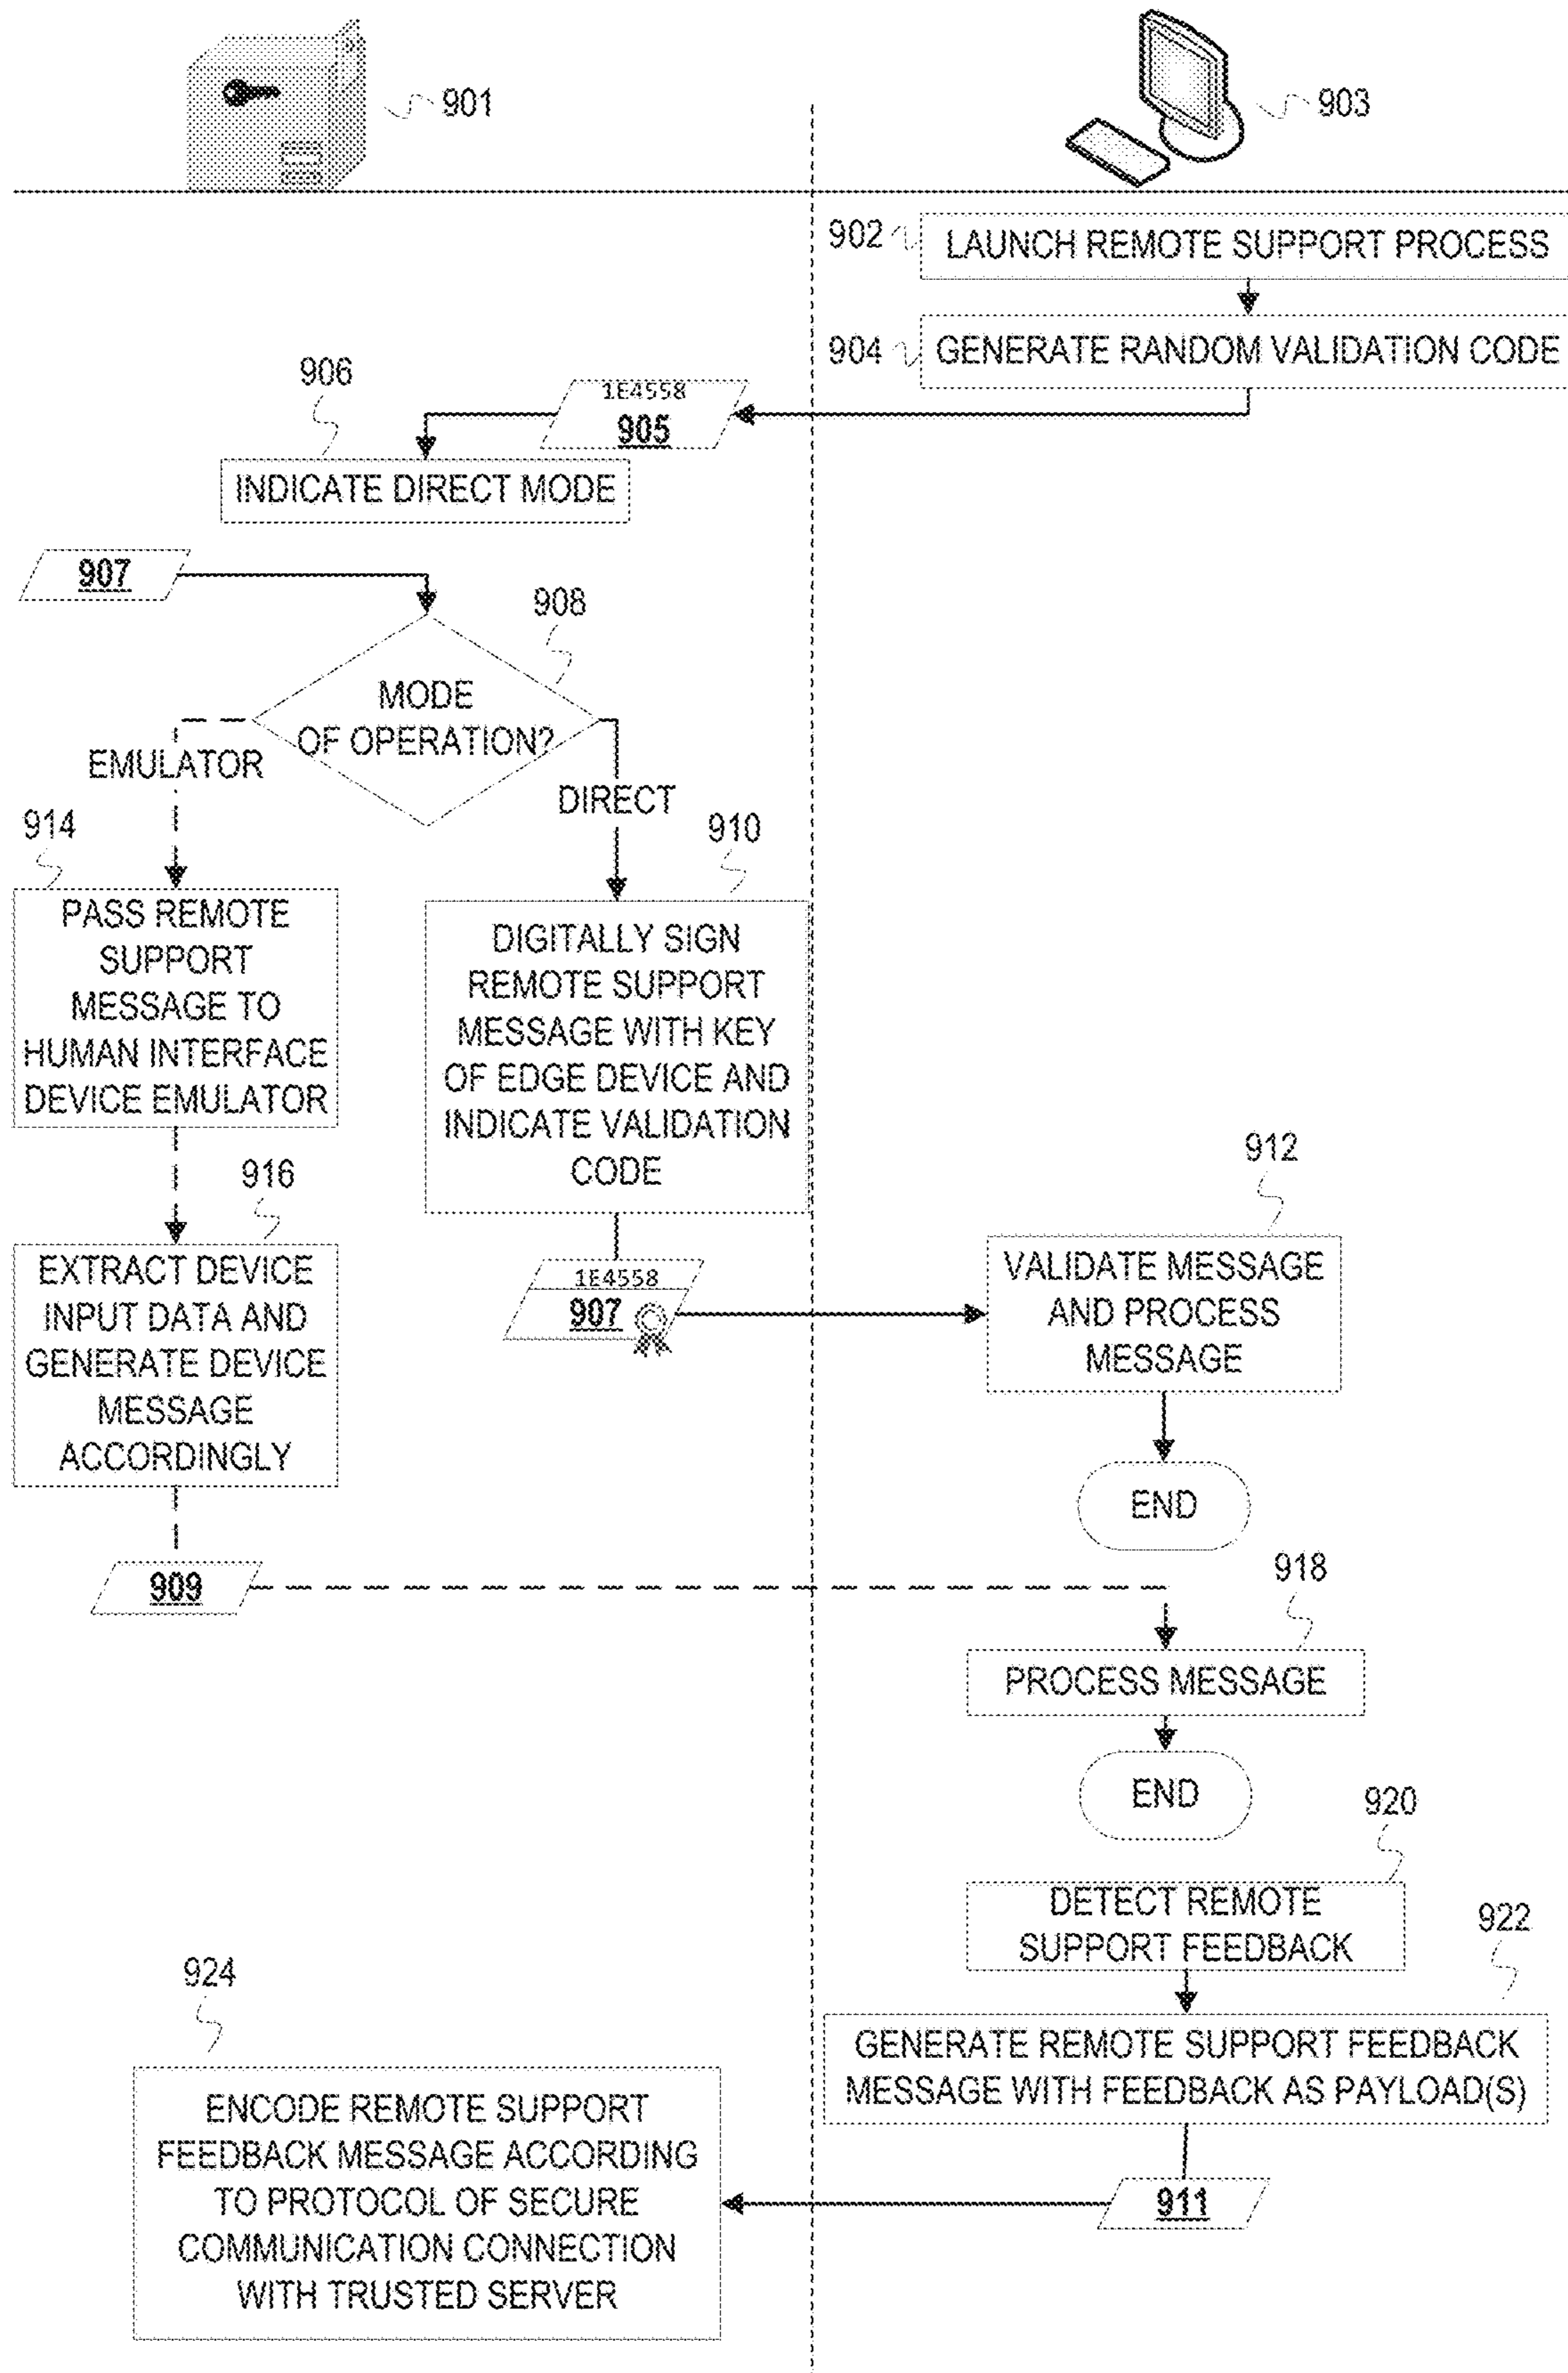 901
903
902
LAUNCH REMOTE SUPPORT PROCESS
904
GENERATE RANDOM VALIDATION CODE
906
1E4558
905
INDICATE DIRECT MODE
907
908
MODE
OF OPERATION?
EMULATOR
DIRECT
914
910
PASS REMOTE
SUPPORT
MESSAGE TO
HUMAN INTERFACE
DEVICE EMULATOR
DIGITALLY SIGN
REMOTE SUPPORT
MESSAGE WITH KEY
OF EDGE DEVICE AND
INDICATE VALIDATION
CODE
912
916
EXTRACT DEVICE
INPUT DATA AND
GENERATE DEVICE
MESSAGE
ACCORDINGLY
1E4558
907
VALIDATE MESSAGE
AND PROCESS
MESSAGE
END
909
918
PROCESS MESSAGE
END
920
DETECT REMOTE
SUPPORT FEEDBACK
922
924
GENERATE REMOTE SUPPORT FEEDBACK
MESSAGE WITH FEEDBACK AS PAYLOAD(S)
ENCODE REMOTE SUPPORT
FEEDBACK MESSAGE ACCORDING
TO PROTOCOL OF SECURE
COMMUNICATION CONNECTION
WITH TRUSTED SERVER
911